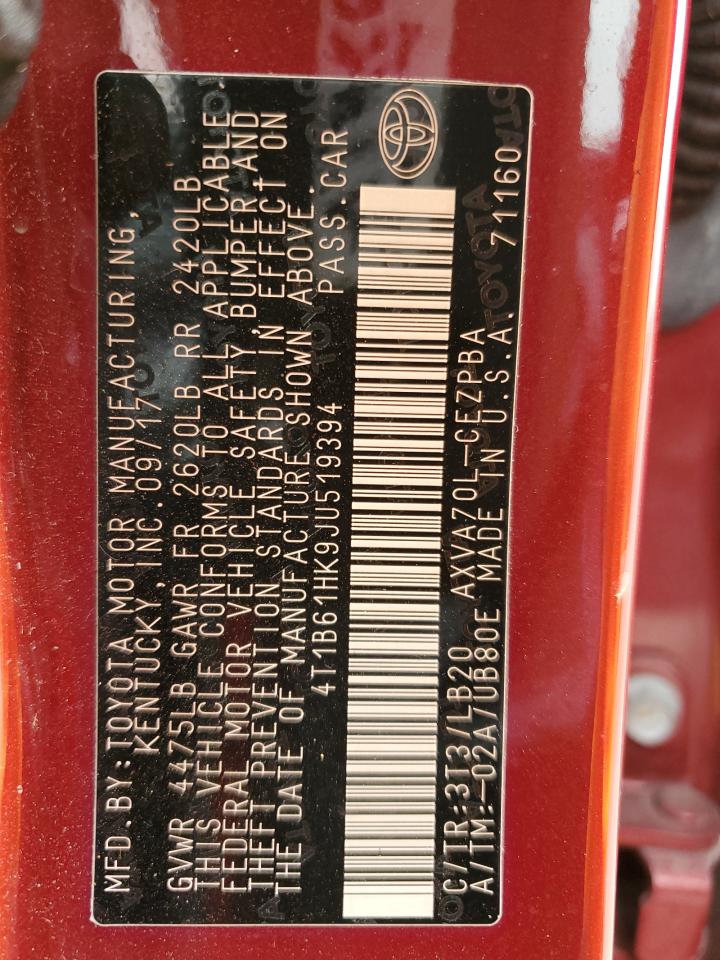 MFD.BY:TOYOTA MOTOR MANUFACTURING,
KENTUCKY, INC.09/17
GVWR 4475LB GAWR FR 2620LB RR 2420LB
THIS VEHICLE CONFORMS TO ALL APPLICABLE
FEDERAL MOTOR VEHICLE SAFETY, BUMPER, AND
THEFT PREVENTION STANDARDS IN EFFECT ON
THE DATE OF MANUFACTURE SHOWN ABOVE.
4T1B61HK9JU519394 PASS.CAR
C/TR:3T3/LB20 AXVA70L-CEZPBA
A/TM:-02A/UB80E MADE IN U.S.A. 71160